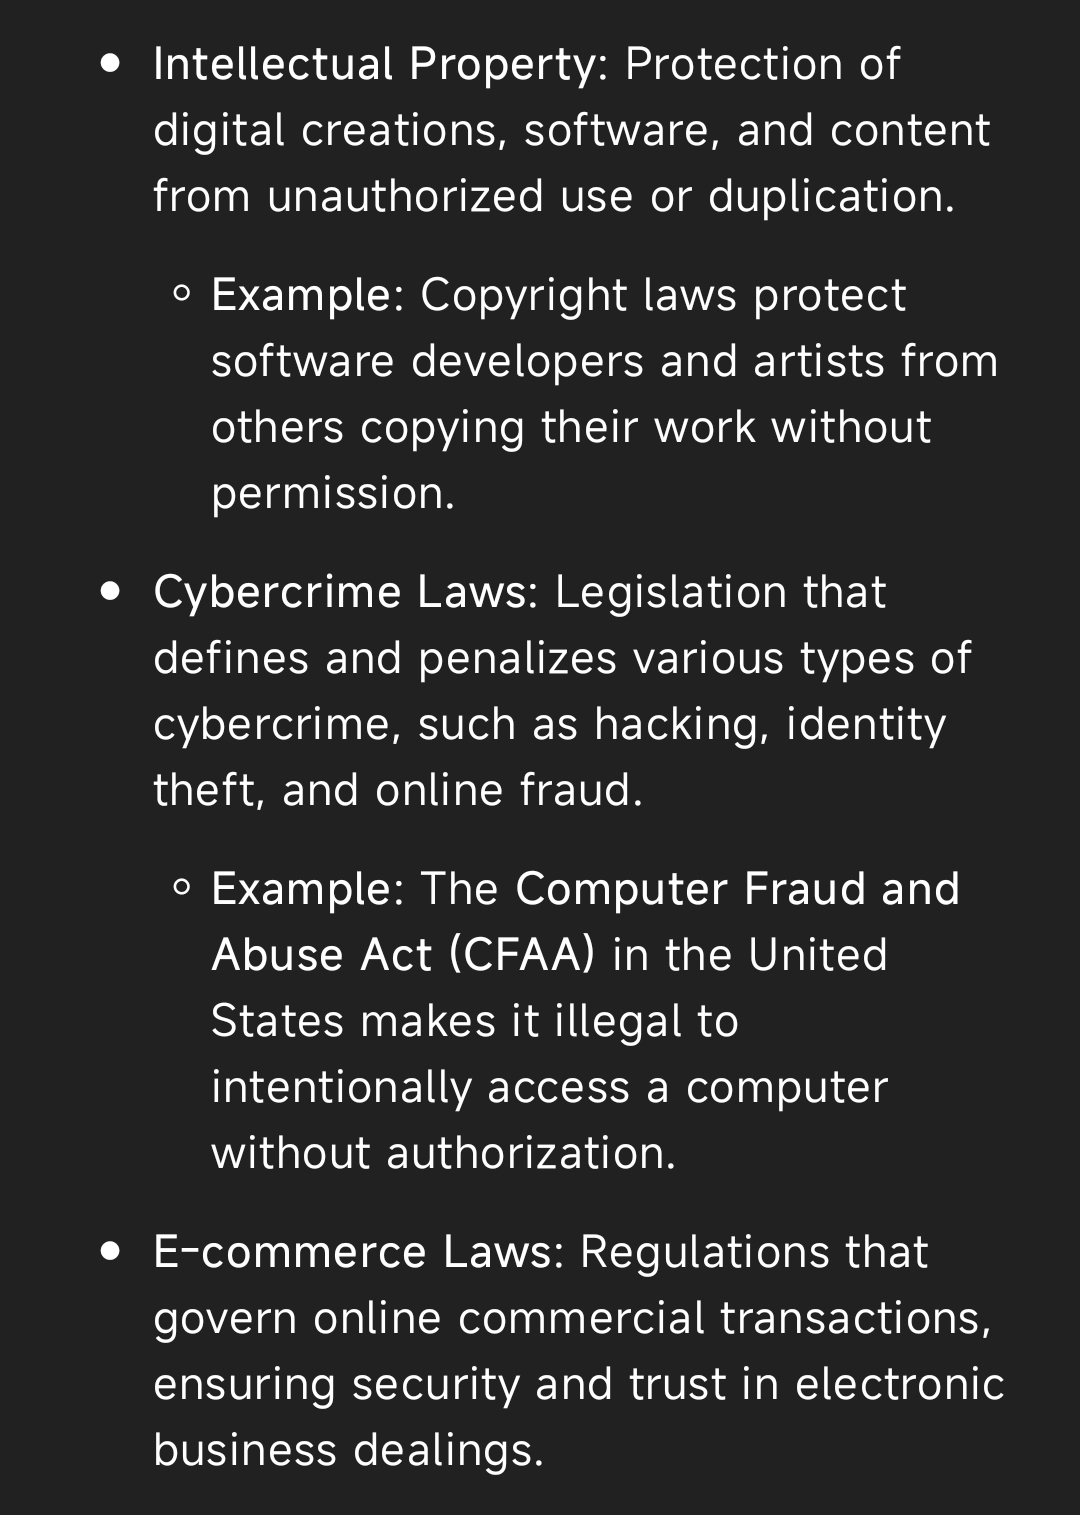 • Intellectual Property: Protection of
digital creations, software, and content
from unauthorized use or duplication.
◦ Example: Copyright laws protect
software developers and artists from
others copying their work without
permission.
• Cybercrime Laws: Legislation that
defines and penalizes various types of
cybercrime, such as hacking, identity
theft, and online fraud.
◦ Example: The Computer Fraud and
Abuse Act (CFAA) in the United
States makes it illegal to
intentionally access a computer
without authorization.
• E-commerce Laws: Regulations that
govern online commercial transactions,
ensuring security and trust in electronic
business dealings.